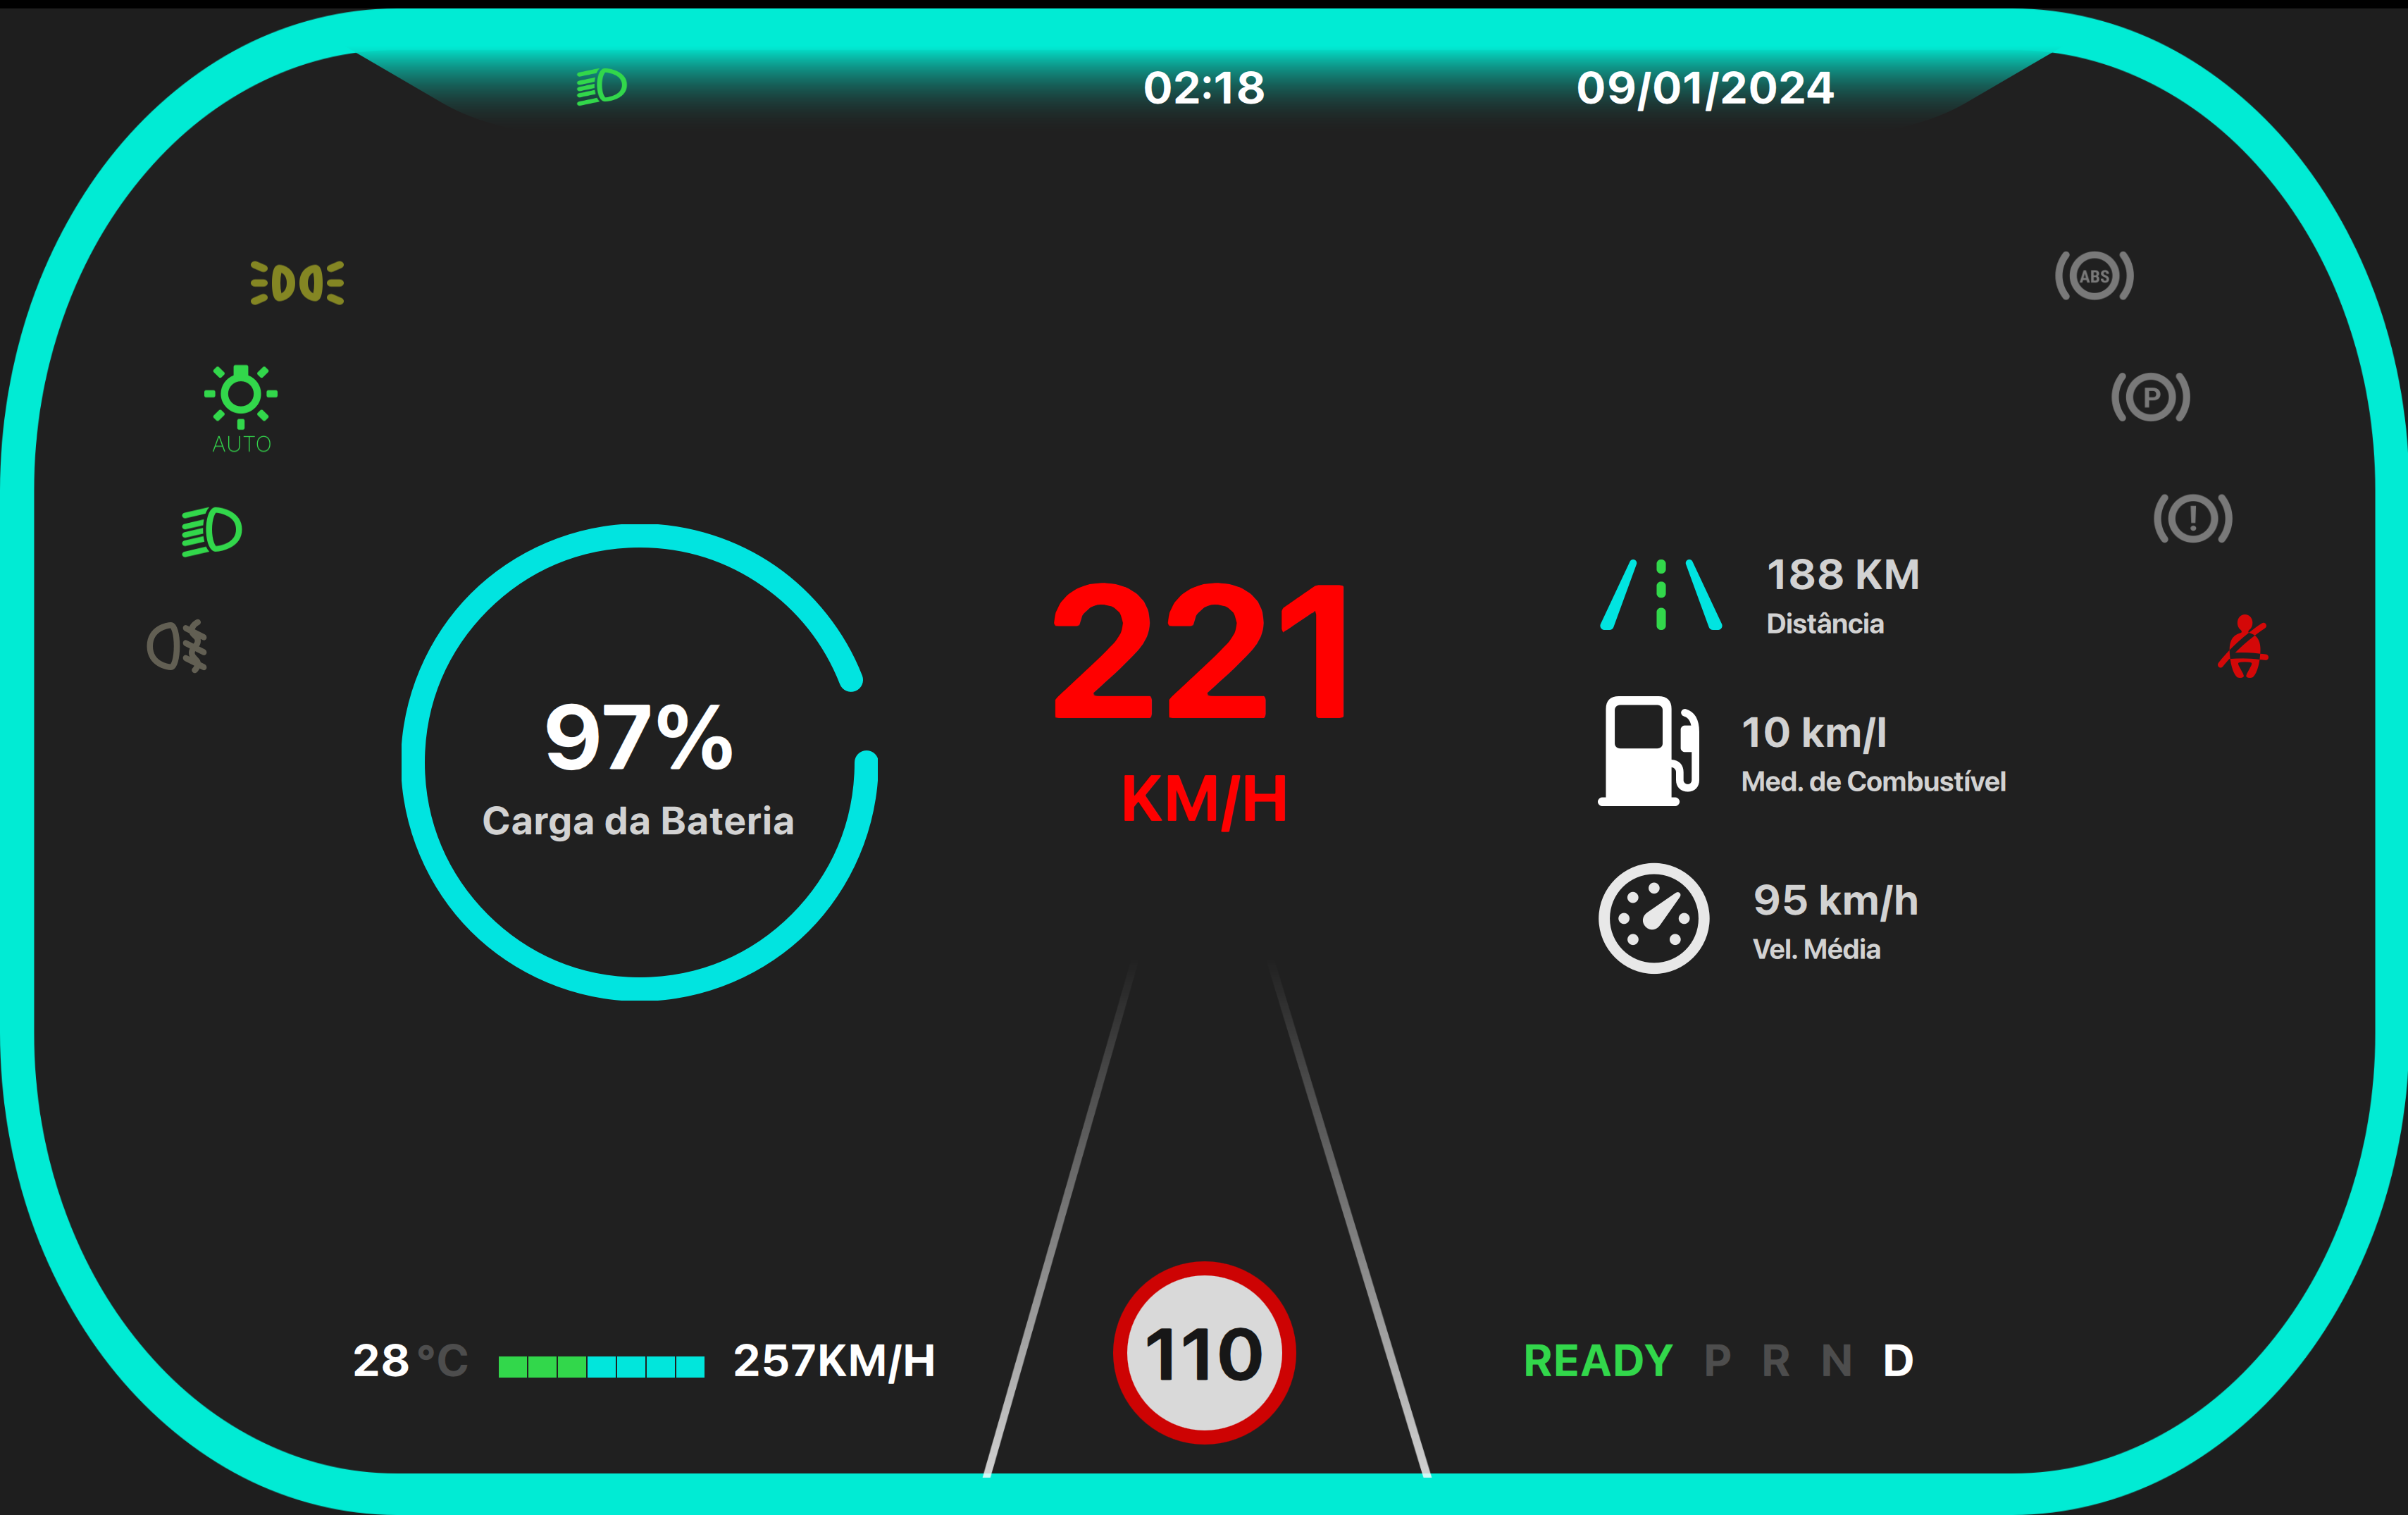 02:18
09/01/2024
ABS
P
AUTO
!
188 KM
Distância
221
KM/H
97%
Carga da Bateria
10 km/l
Med. de Combustível
95 km/h
Vel. Média
28 °C
257KM/H
110
READY P R N D